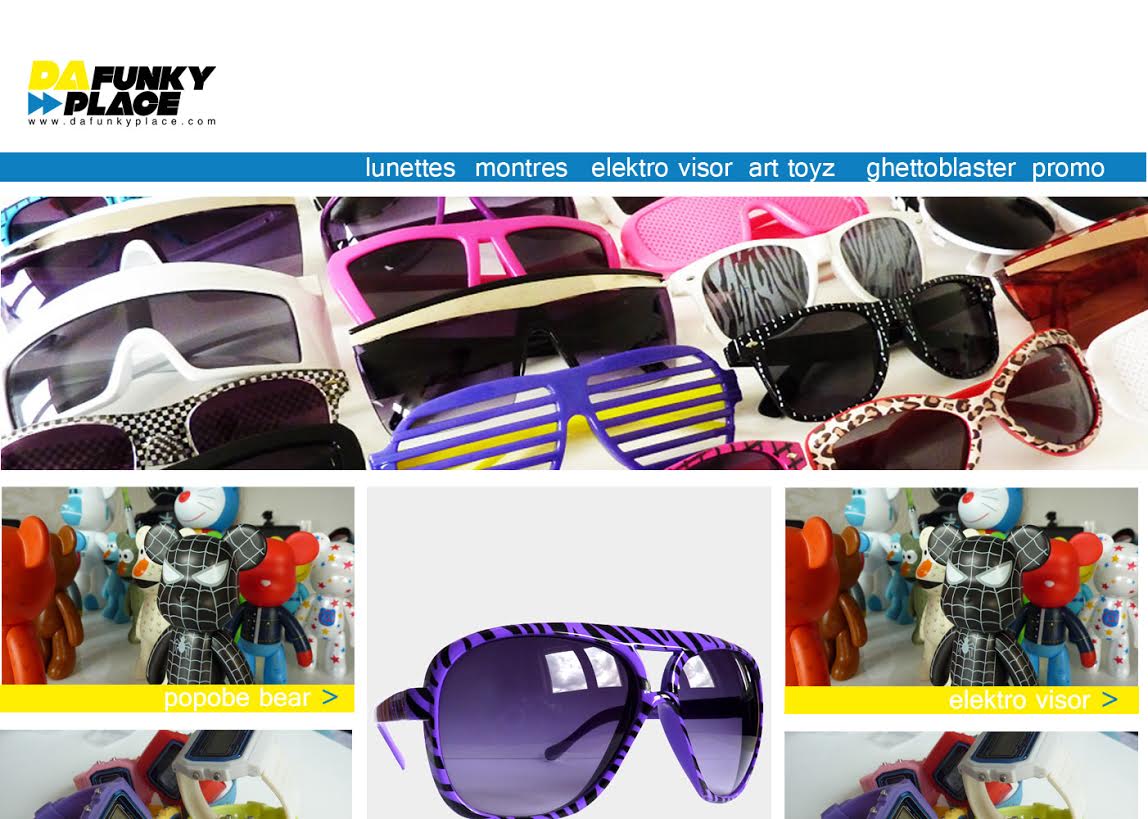 DA FUNKY
PLACE
www.dafunkyplace.com
lunettes montres elektro visor art toyz ghettoblaster promo
popobe bear >
elektro visor >